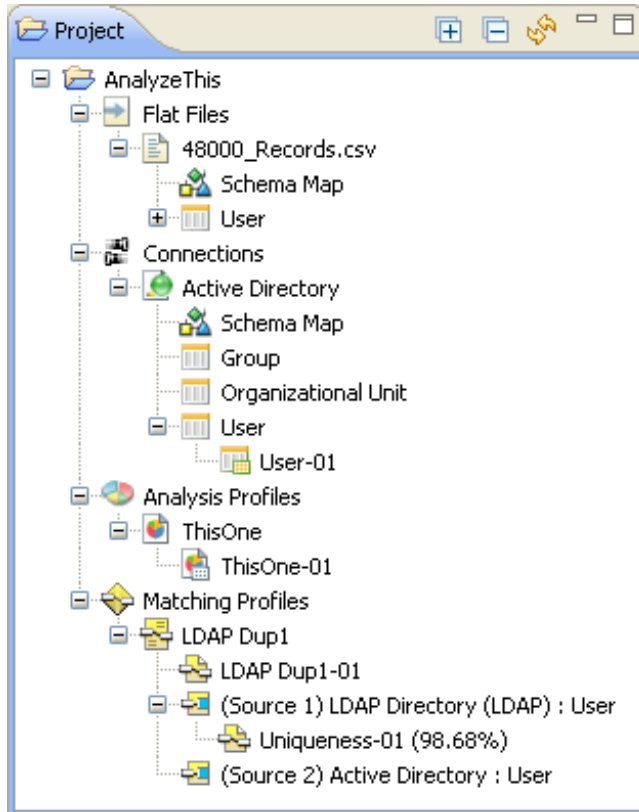 Project
AnalyzeThis
Flat Files
48000_Records.csv
Schema Map
User
Connections
Active Directory
Schema Map
Group
Organizational Unit
User
User-01
Analysis Profiles
ThisOne
ThisOne-01
Matching Profiles
LDAP Dup1
LDAP Dup1-01
(Source 1) LDAP Directory (LDAP) : User
Uniqueness-01 (98.68%)
(Source 2) Active Directory : User